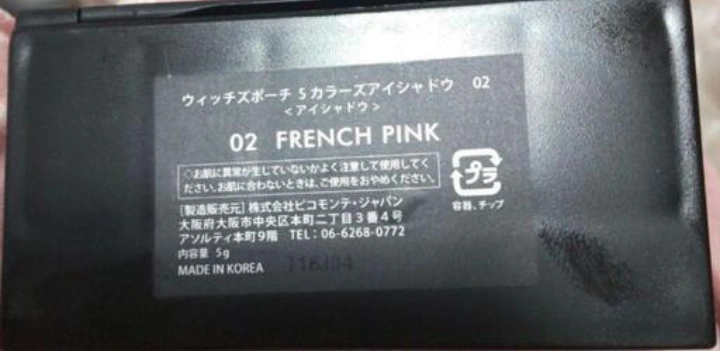 ウィッチズポーチ S カラーズアイシャドウ 02
<アイシャドウ>
02 FRENCH PINK
◇お肌に異常が生じていないかよく注意して使用してく
ださい。お肌に合わないときは、ご使用をおやめください。
プラ
容器、チップ
[製造販売元] 株式会社ピコモンテ・ジャパン
大阪府大阪市中央区本町二丁目3番4号
アソルティ本町9階 TEL:06-6268-0772
内容量 5g
MADE IN KOREA